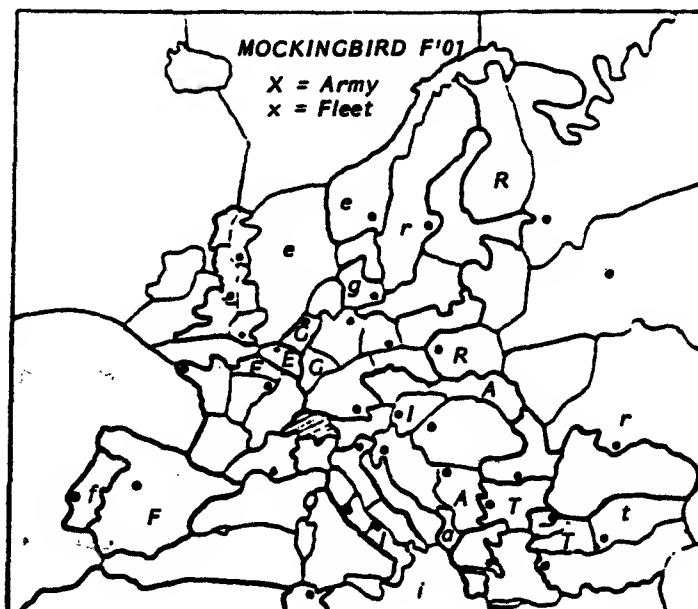 MOCKINGBIRD F'01
X = Army
x = Fleet
R
e
r
e
g
G
E
F
G
R
A
I
r
f
F
A
T
t
T
a
I
i